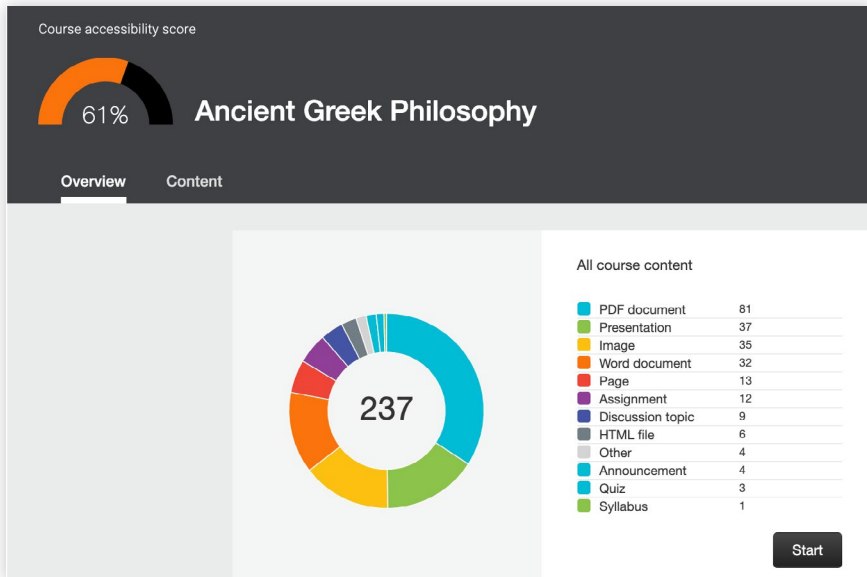 Course accessibility score
61%
Ancient Greek Philosophy
Overview Content
All course content
237
PDF document 81
Presentation 37
Image 35
Word document 32
Page 13
Assignment 12
Discussion topic 9
HTML file 6
Other 4
Announcement 4
Quiz 3
Syllabus 1
Start